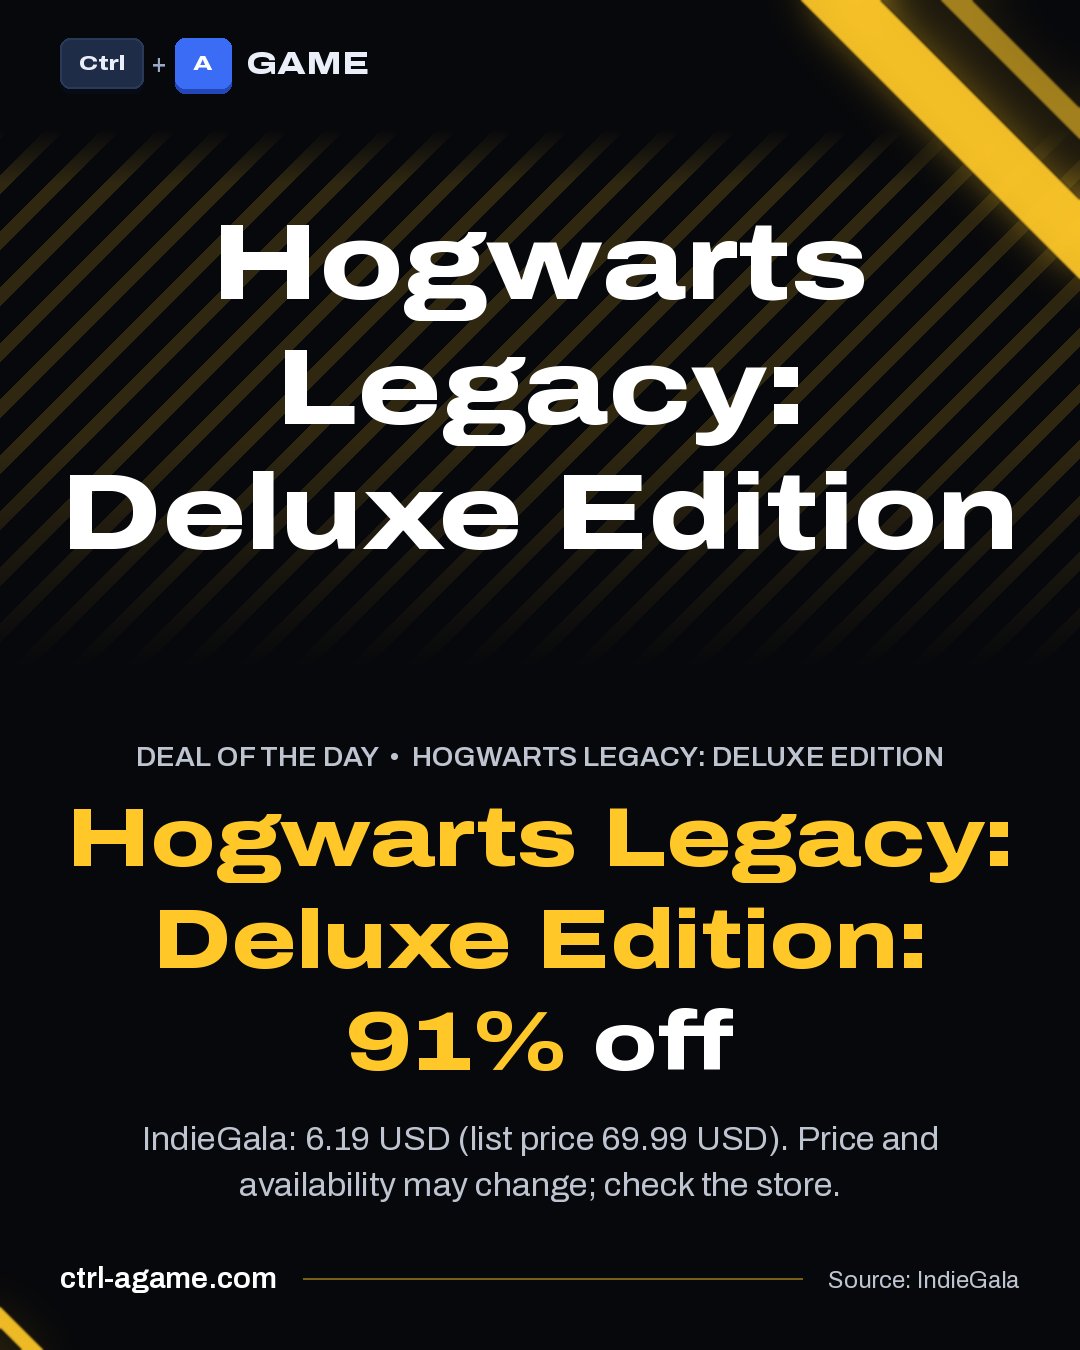 Ctrl + A GAME
Hogwarts
Legacy:
Deluxe Edition
DEAL OF THE DAY • HOGWARTS LEGACY: DELUXE EDITION
Hogwarts Legacy:
Deluxe Edition:
91% off
IndieGala: 6.19 USD (list price 69.99 USD). Price and
availability may change; check the store.
ctrl-agame.com
Source: IndieGala